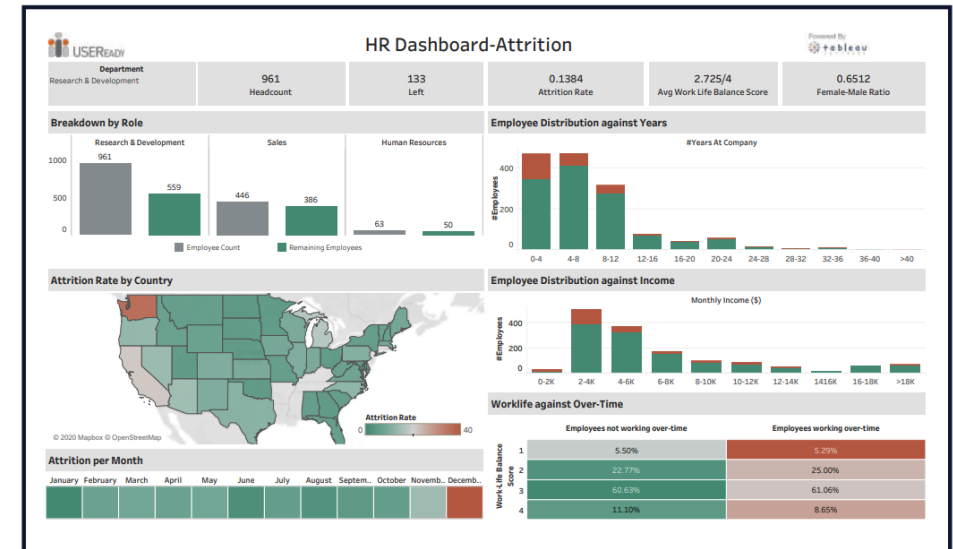 USEReady
HR Dashboard-Attrition
Powered By
+ a b l e a u
Department
Research & Development
961
Headcount
133
Left
0.1384
Attrition Rate
2.725/4
Avg Work Life Balance Score
0.6512
Female-Male Ratio
Breakdown by Role
Research & Development Sales Human Resources
1000
500
0
961
559
446
386
63
50
Employee Count Remaining Employees
Employee Distribution against Years
#Years At Company
#Employees
400
200
0
0-4 4-8 8-12 12-16 16-20 20-24 24-28 28-32 32-36 36-40 >40
Attrition Rate by Country
Attrition Rate
0 40
© 2020 Mapbox © OpenStreetMap
Employee Distribution against Income
Monthly Income ($)
#Employees
400
200
0
0-2K 2-4K 4-6K 6-8K 8-10K 10-12K 12-14K 1416K 16-18K >18K
Attrition per Month
January February March April May June July August Septem.. October Novemb.. Decemb..
Worklife against Over-Time
Employees not working over-time Employees working over-time
Work-Life Balance
Score
1 5.50% 5.29%
2 22.77% 25.00%
3 60.63% 61.06%
4 11.10% 8.65%